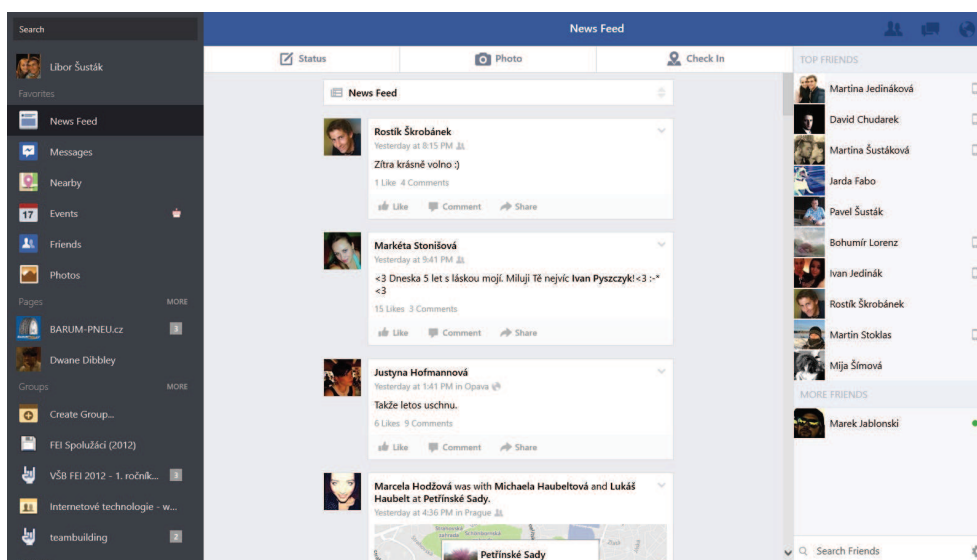 Search
Libor Šusták
Favorites
News Feed
Messages
Nearby
17
Events
Friends
Photos
Pages MORE
BARUM-PNEU.cz 3
Dwane Dibbley
Groups MORE
Create Group...
FEI Spolužáci (2012)
VŠB FEI 2012 - 1. ročník... 3
Internetové technologie - w...
teambuilding 2
News Feed
Status Photo Check In
News Feed
Rostík Škrobánek
Yesterday at 8:15 PM
Zítra krásně volno :)
1 Like 4 Comments
Like Comment Share
Markéta Stonišová
Yesterday at 9:41 PM
<3 Dneska 5 let s láskou mojí. Miluji Tě nejvíc Ivan Pyszczyk!<3 :-*
<3
15 Likes 3 Comments
Like Comment Share
Justyna Hofmannová
Yesterday at 1:41 PM in Opava
Takže letos uschnu.
6 Likes 9 Comments
Like Comment Share
Marcela Hodžová was with Michaela Haubeltová and Lukáš
Haubelt at Petřínské Sady.
Yesterday at 4:36 PM in Prague
Petřínské Sady
TOP FRIENDS
Martina Jedináková
David Chudarek
Martina Šustáková
Jarda Fabo
Pavel Šusták
Bohumír Lorenz
Ivan Jedinák
Rostík Škrobánek
Martin Stoklas
Mija Šímová
MORE FRIENDS
Marek Jablonski
Search Friends